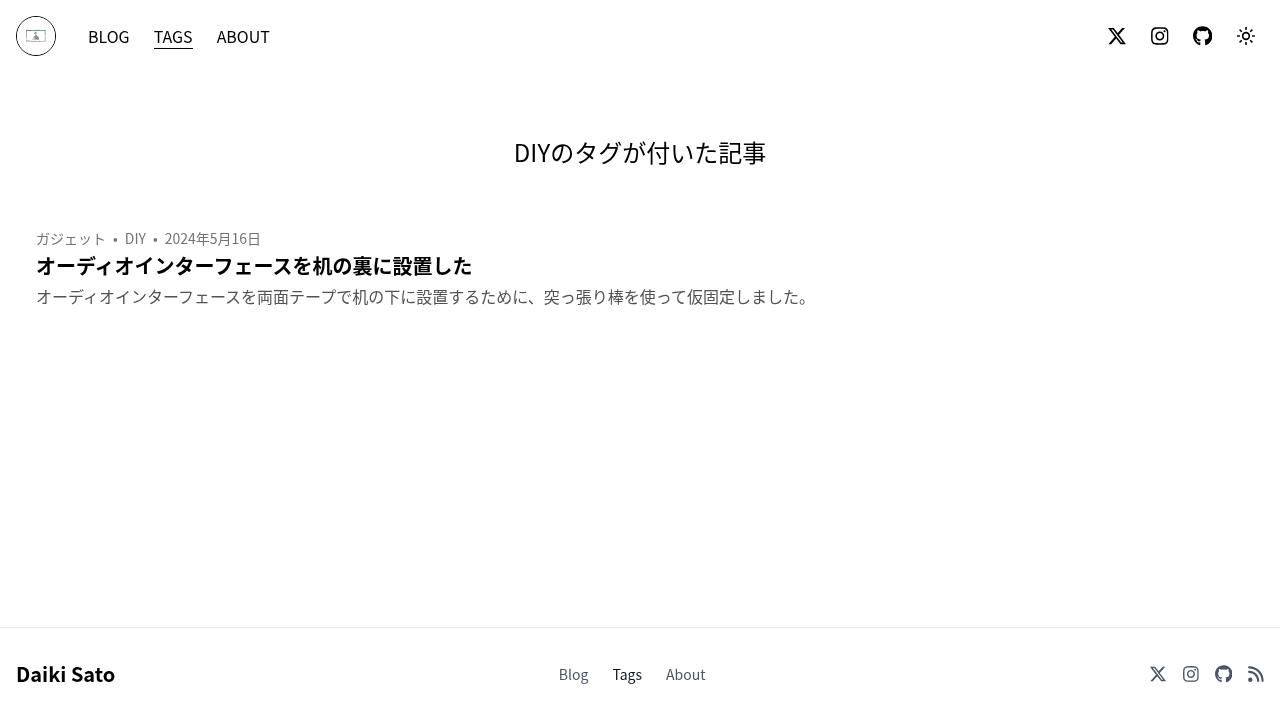 BLOG TAGS ABOUT
DIYのタグが付いた記事
ガジェット • DIY • 2024年5月16日
オーディオインターフェースを机の裏に設置した
オーディオインターフェースを両面テープで机の下に設置するために、突っ張り棒を使って仮固定しました。
Daiki Sato
Blog Tags About